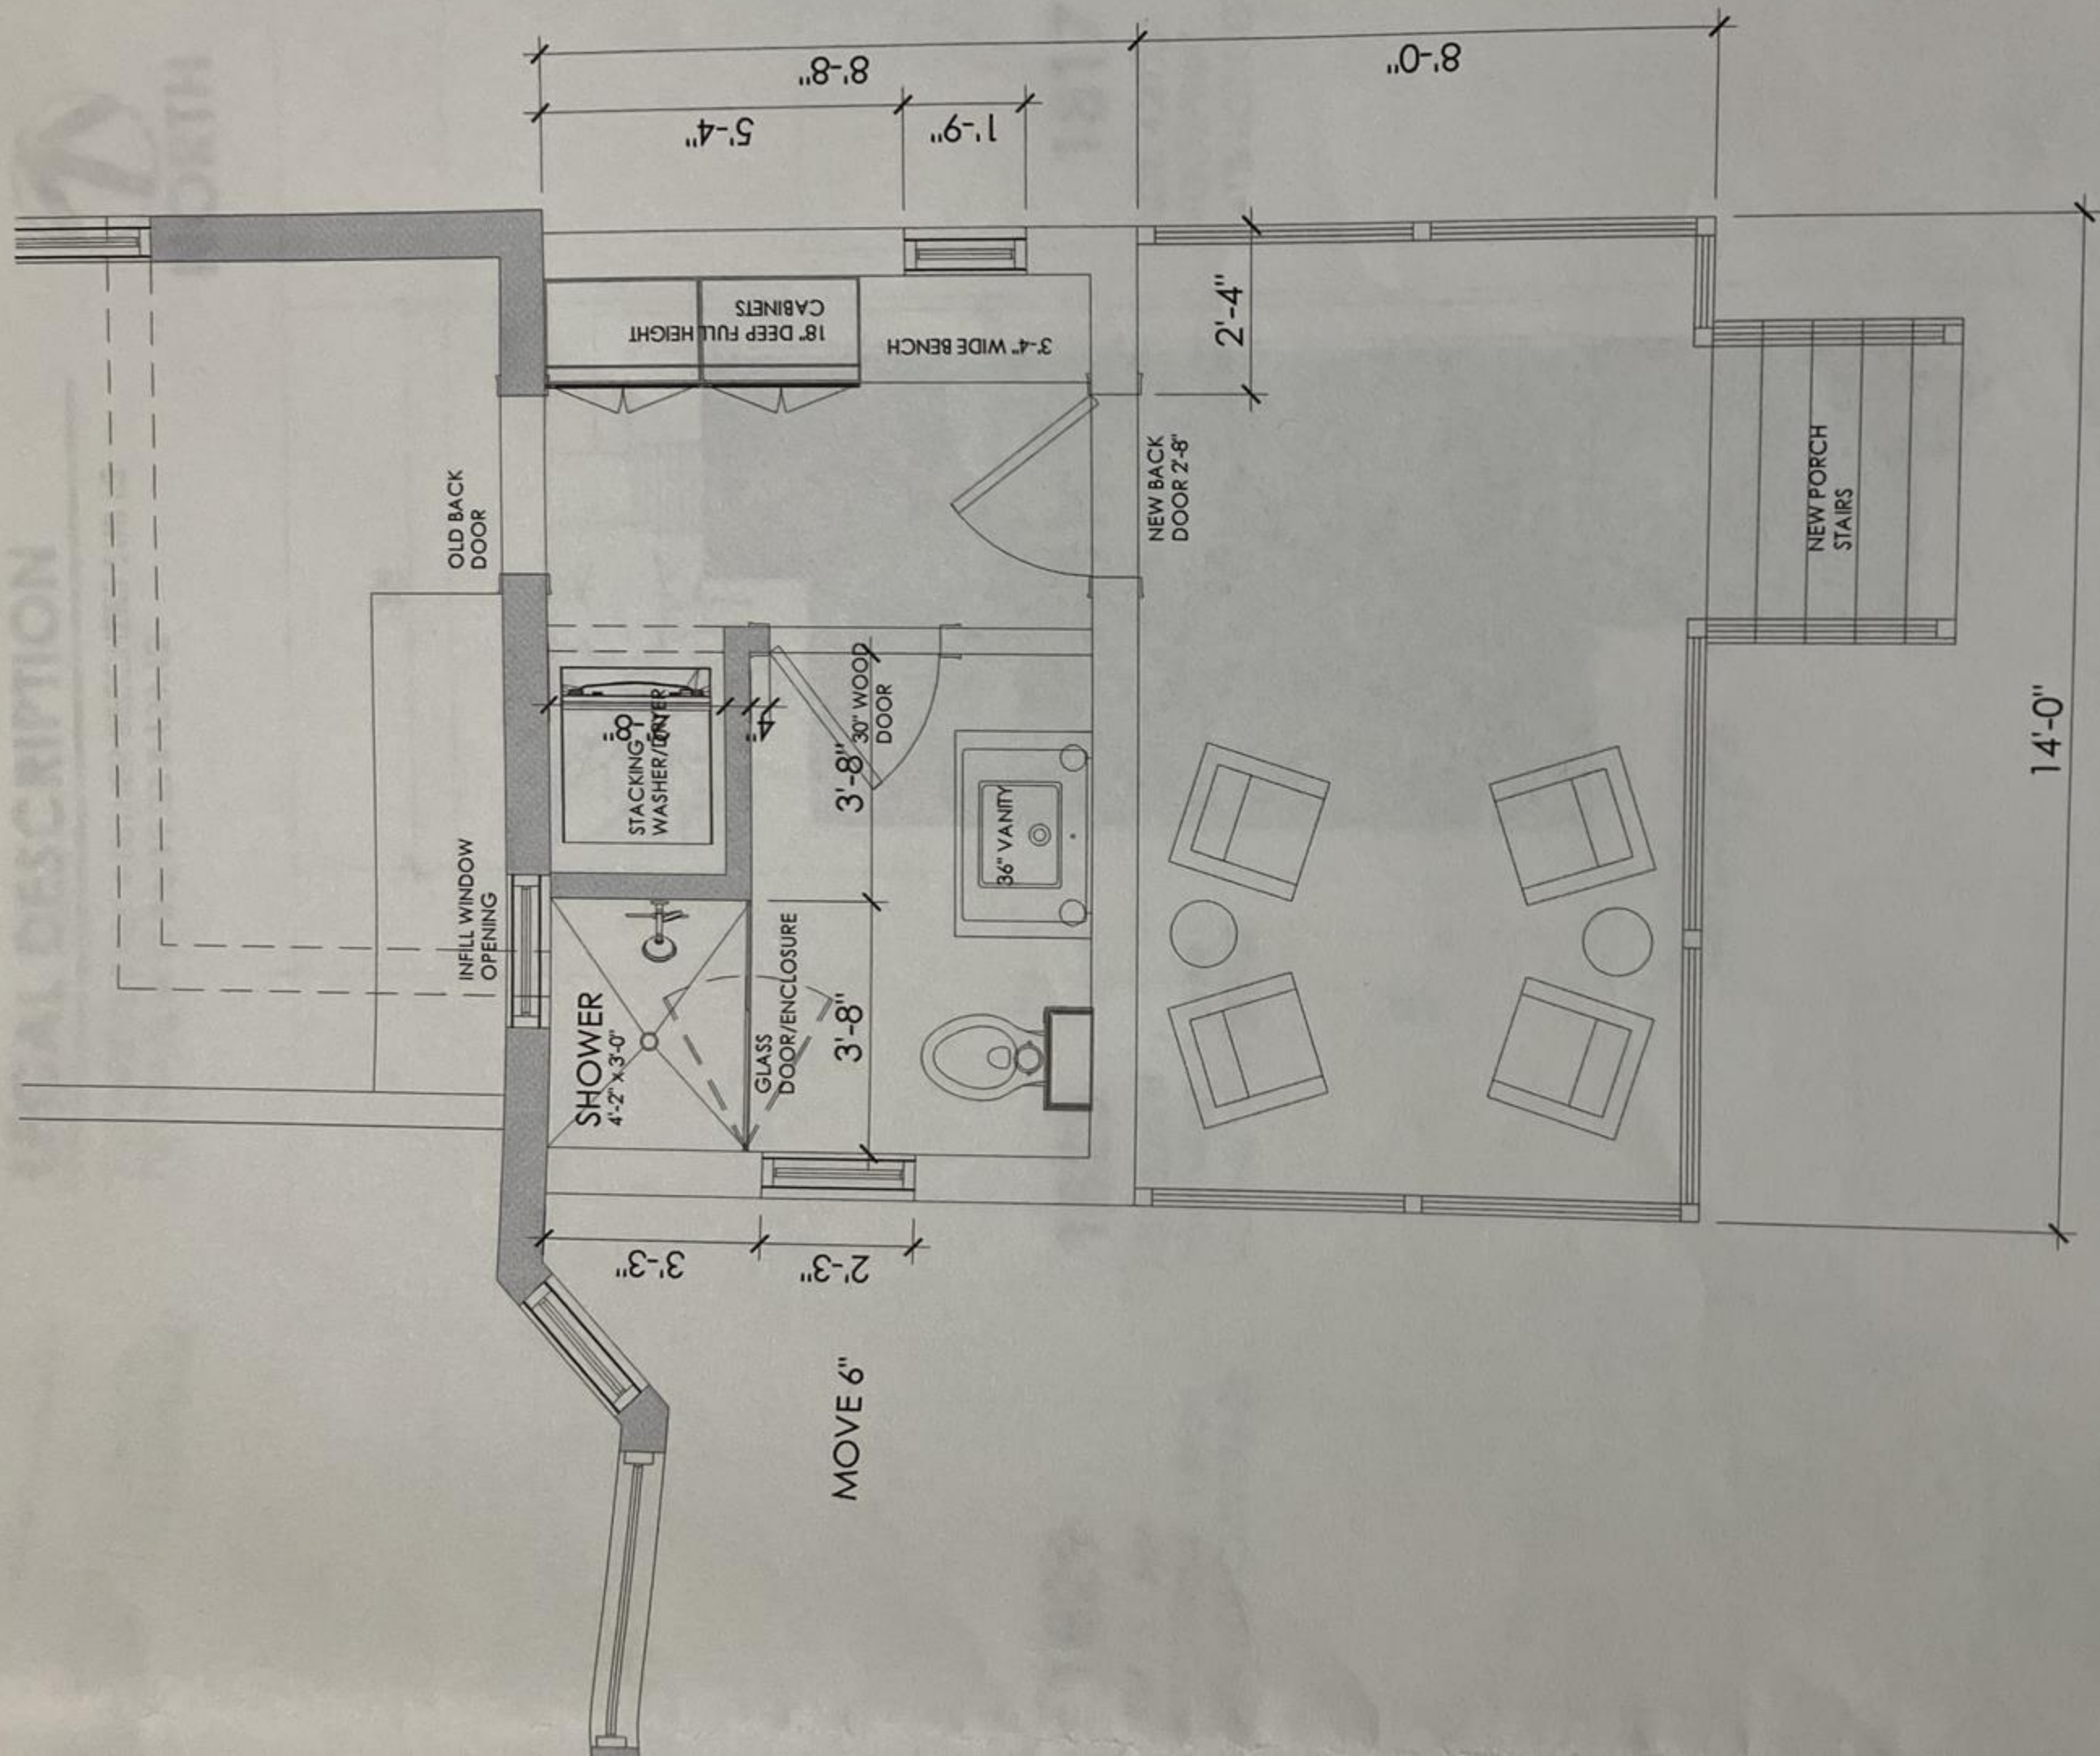 8'-8"
8'-0"
5'-4"
1'-9"
18" DEEP FULL HEIGHT
CABINETS
3'-4" WIDE BENCH
2'-4"
OLD BACK
DOOR
NEW BACK
DOOR 2'-8"
NEW PORCH
STAIRS
STACKING
WASHER/DRYER
4"
30" WOOD
DOOR
3'-8"
36" VANITY
14'-0"
INFILL WINDOW
OPENING
SHOWER
4'-2" x 3'-0"
GLASS
DOOR/ENCLOSURE
3'-8"
3'-3"
2'-3"
MOVE 6"
NORTH
LEGAL DESCRIPTION